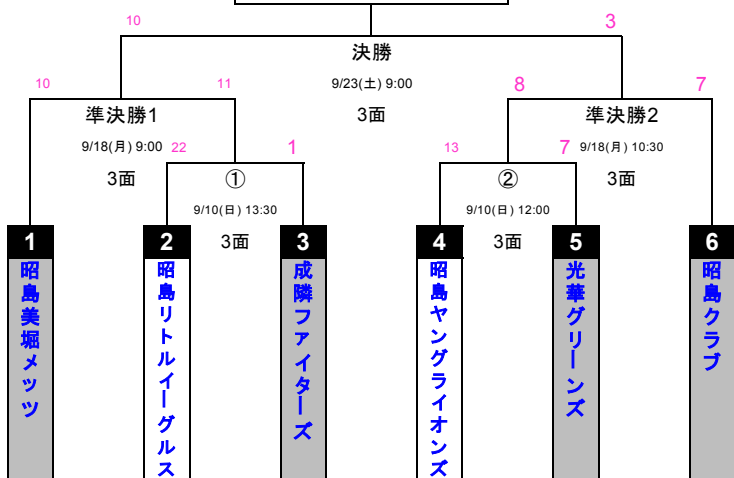 10
3
決勝
9/23(土) 9:00
3面
10
11
8
7
準決勝1
準決勝2
9/18(月) 9:00
22
1
13
7
9/18(月) 10:30
3面
①
②
3面
9/10(日) 13:30
9/10(日) 12:00
3面
3面
1
2
3
4
5
6
昭島美堀メッツ
昭島リトルイーグルス
成隣ファイターズ
昭島ヤングライオンズ
光華グリーンズ
昭島クラブ